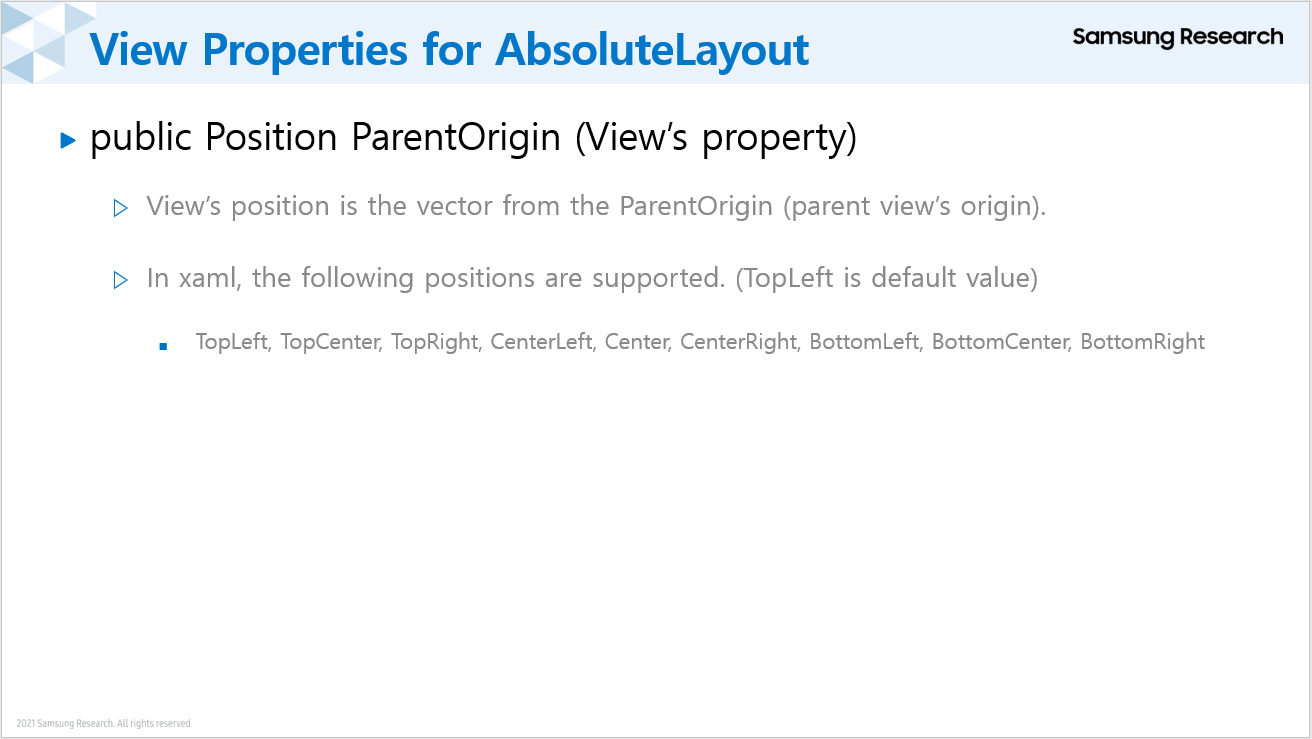 View Properties for AbsoluteLayout
Samsung Research
public Position ParentOrigin (View’s property)
View’s position is the vector from the ParentOrigin (parent view’s origin).
In xaml, the following positions are supported. (TopLeft is default value)
TopLeft, TopCenter, TopRight, CenterLeft, Center, CenterRight, BottomLeft, BottomCenter, BottomRight
2021 Samsung Research. All rights reserved